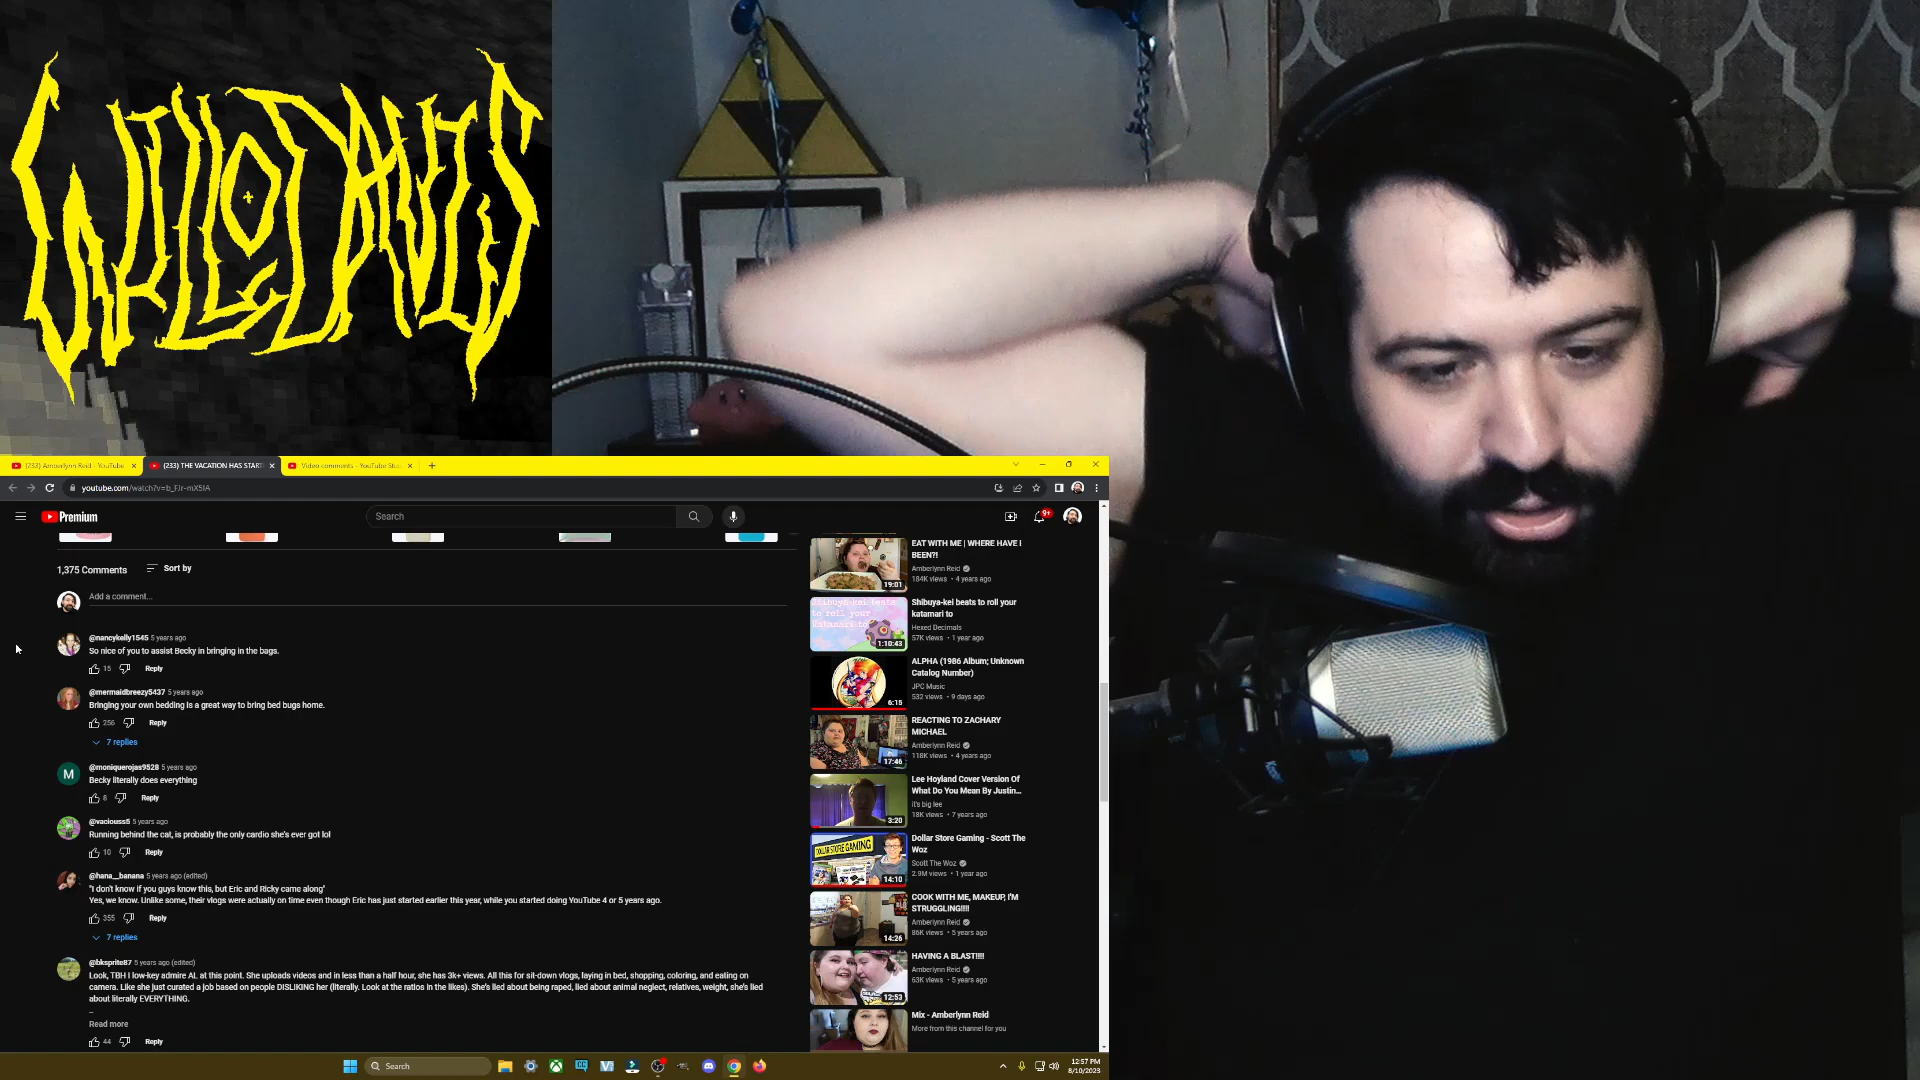 (233) Amberlynn Reid - YouTube
(233) THE VACATION HAS START
Video comments - YouTube Stu
youtube.com/watch?v=b_FJr-mX5IA
Premium
Search
9+
1,375 Comments
Sort by
Add a comment...
@nancykelly1545 5 years ago
So nice of you to assist Becky in bringing in the bags.
15
Reply
@mermaidbreezy5437 5 years ago
Bringing your own bedding is a great way to bring bed bugs home.
256
Reply
7 replies
M
@moniquerojas9528 5 years ago
Becky literally does everything
8
Reply
@vaciouss5 5 years ago
Running behind the cat, is probably the only cardio she's ever got lol
10
Reply
@hana__banana 5 years ago (edited)
"I don't know if you guys know this, but Eric and Ricky came along"
Yes, we know. Unlike some, their vlogs were actually on time even though Eric has just started earlier this year, while you started doing YouTube 4 or 5 years ago.
355
Reply
7 replies
@bksprite87 5 years ago (edited)
Look, TBH I low-key admire AL at this point. She uploads videos and in less than a half hour, she has 3k+ views. All this for sit-down vlogs, laying in bed, shopping, coloring, and eating on
camera. Like she just curated a job based on people DISLIKING her (literally. Look at the ratios in the likes). She's lied about being raped, lied about animal neglect, relatives, weight, she's lied
about literally EVERYTHING.
Read more
44
Reply
19:01
EAT WITH ME | WHERE HAVE I
BEEN?!
Amberlynn Reid
184K views • 4 years ago
Shibuya-kei beats
to roll your
katamari to
1:10:43
Shibuya-kei beats to roll your
katamari to
Hexed Decimals
57K views • 1 year ago
6:15
ALPHA (1986 Album; Unknown
Catalog Number)
JPC Music
532 views • 9 days ago
17:46
REACTING TO ZACHARY
MICHAEL
Amberlynn Reid
118K views • 4 years ago
3:20
Lee Hoyland Cover Version Of
What Do You Mean By Justin...
it's big lee
18K views • 7 years ago
DOLLAR STORE GAMING
14:10
Dollar Store Gaming - Scott The
Woz
Scott The Woz
2.9M views • 1 year ago
14:26
COOK WITH ME, MAKEUP, I'M
STRUGGLING!!!!
Amberlynn Reid
86K views • 5 years ago
12:53
HAVING A BLAST!!!!
Amberlynn Reid
63K views • 5 years ago
Mix - Amberlynn Reid
More from this channel for you
Search
12:57 PM
8/10/2023